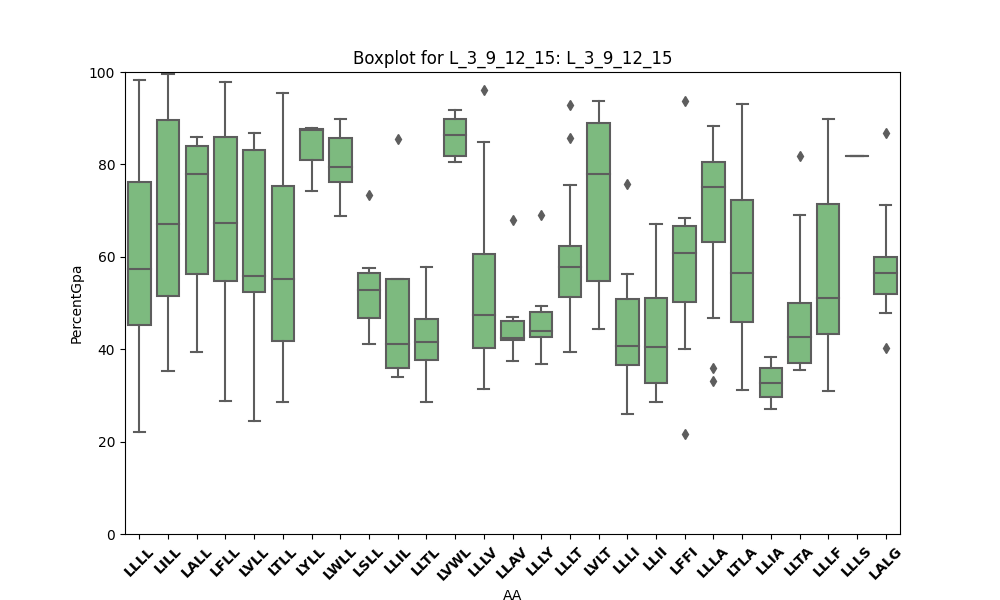 Boxplot for L_3_9_12_15: L_3_9_12_15
100
80
60
40
20
0
PercentGpa
LLLL
LILL
LALL
LFLL
LVLL
LTLL
LYLL
LWLL
LSLL
LLIL
LLTL
LVWL
LLLV
LLAV
LLLY
LLLT
LVLT
LLLI
LLII
LFFI
LLLA
LTLA
LLIA
LLTA
LLLF
LLLS
LALG
AA